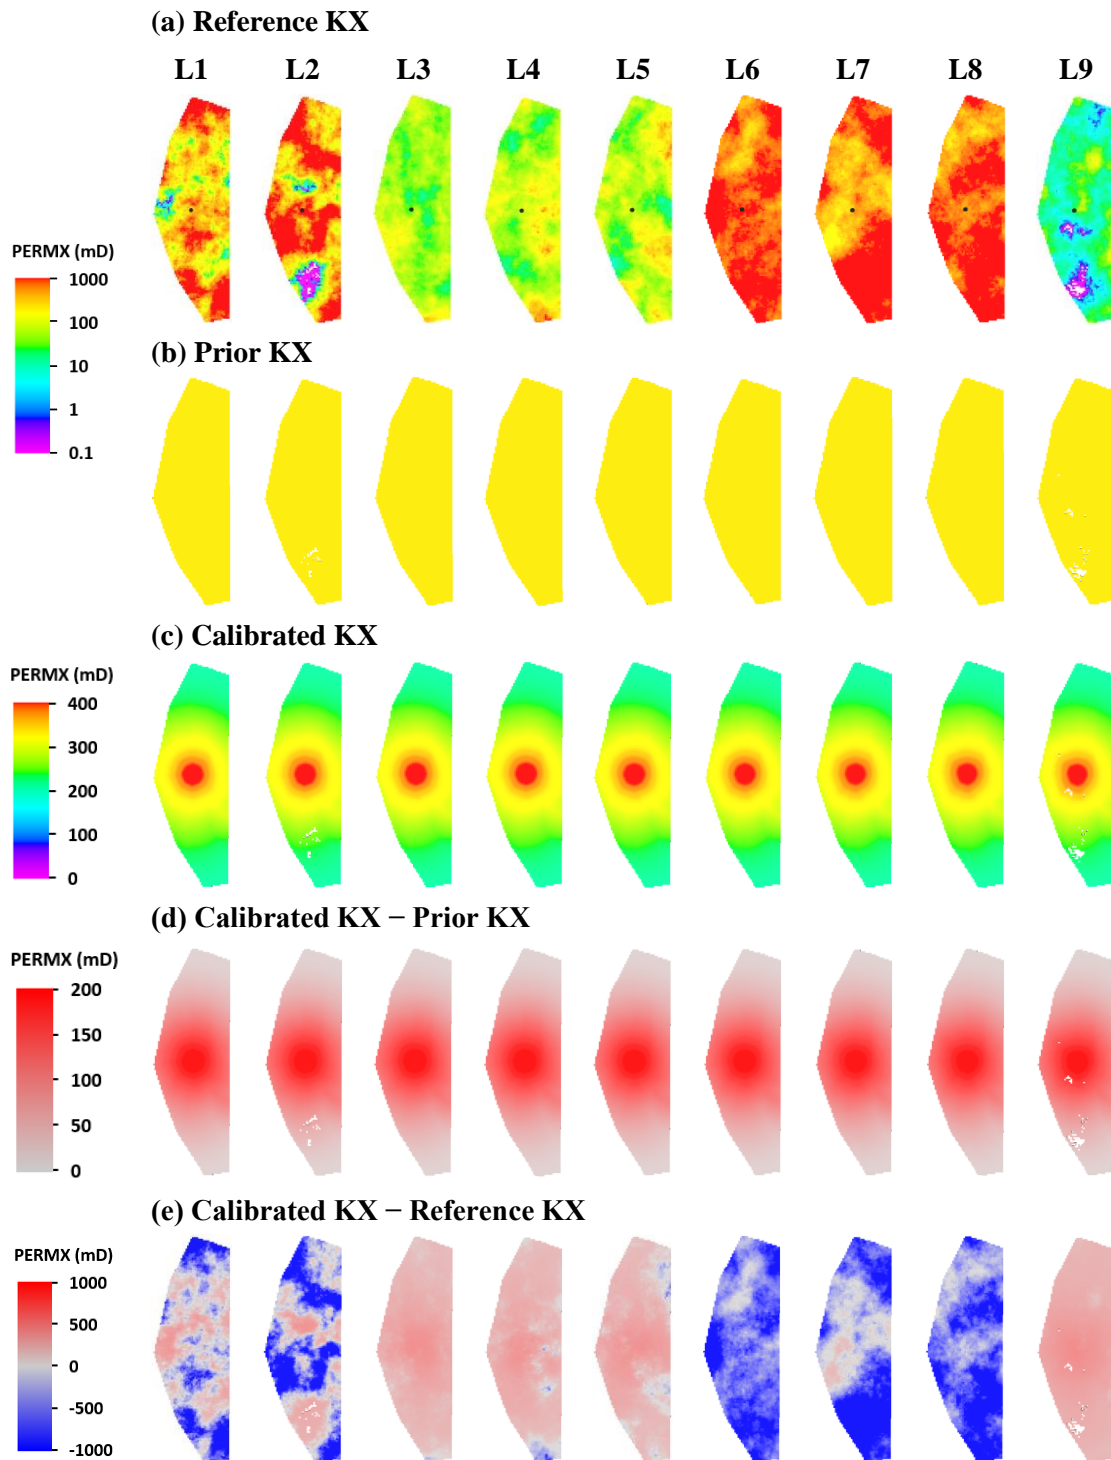 (a) Reference KX
L1 L2 L3 L4 L5 L6 L7 L8 L9
PERMX (mD)
1000
100
10
1
0.1
(b) Prior KX
(c) Calibrated KX
PERMX (mD)
400
300
200
100
0
(d) Calibrated KX − Prior KX
PERMX (mD)
200
150
100
50
0
(e) Calibrated KX − Reference KX
PERMX (mD)
1000
500
0
-500
-1000